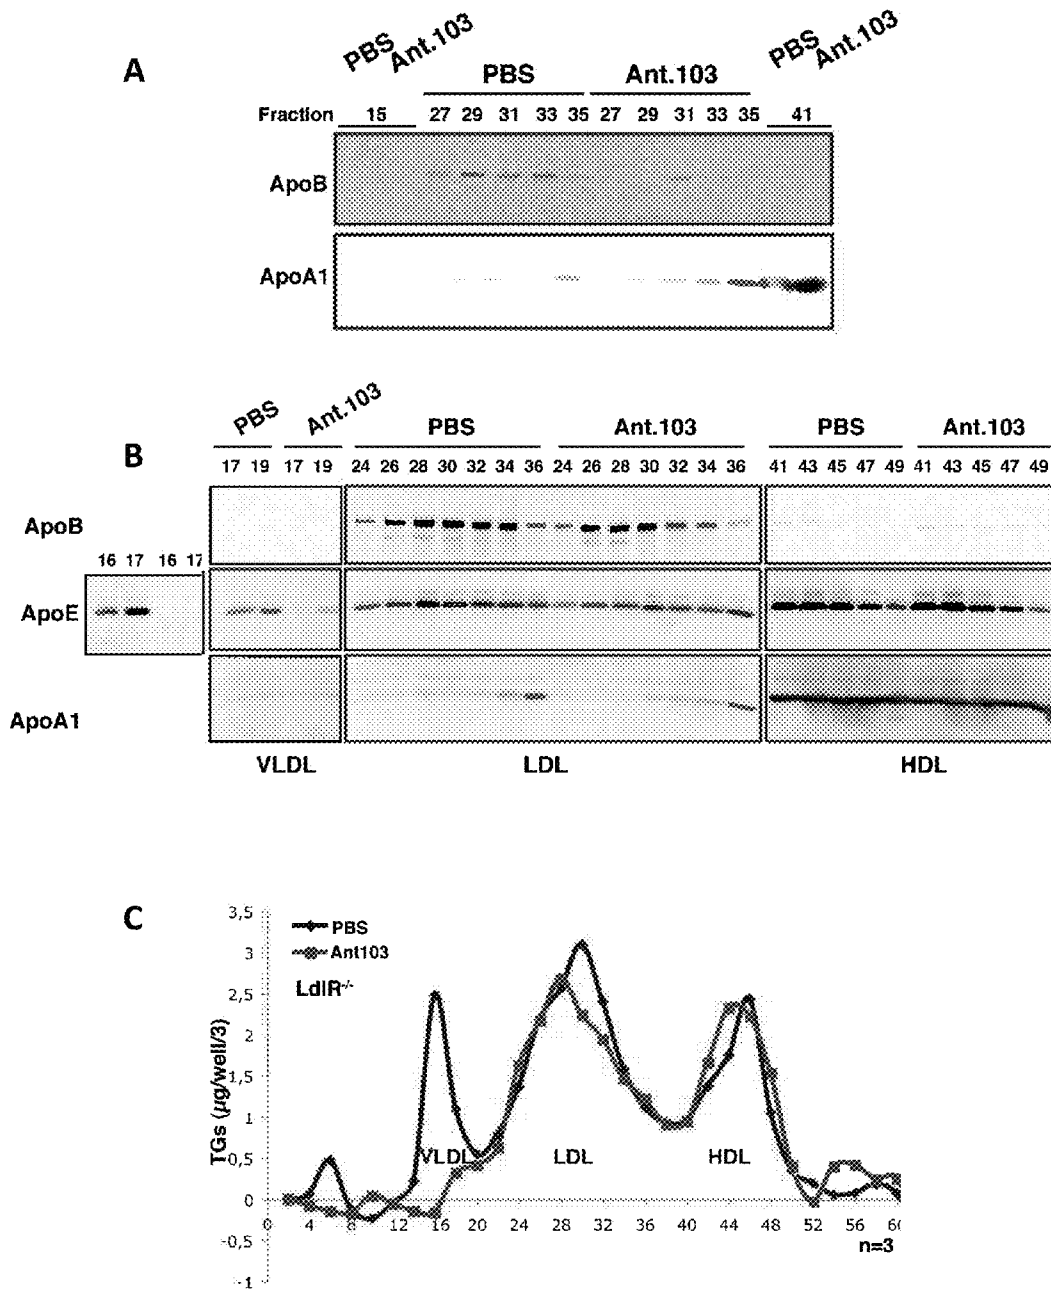 A
PBS Ant.103 PBS Ant.103 PBS Ant.103
Fraction 15 27 29 31 33 35 27 29 31 33 35 41
ApoB
ApoA1
B
PBS Ant.103 PBS Ant.103 PBS Ant.103
17 19 17 19 24 26 28 30 32 34 36 24 26 28 30 32 34 36 41 43 45 47 49 41 43 45 47 49
ApoB
16 17 16 17
ApoE
ApoA1
VLDL LDL HDL
C
3,5
PBS
3
Ant103
LdlR-/-
2,5
2
1,5
1
0,5
0
-0,5
-1
TGs (µg/well/3)
VLDL LDL HDL
0 4 8 12 16 20 24 28 32 36 40 44 48 52 56 60
n=3